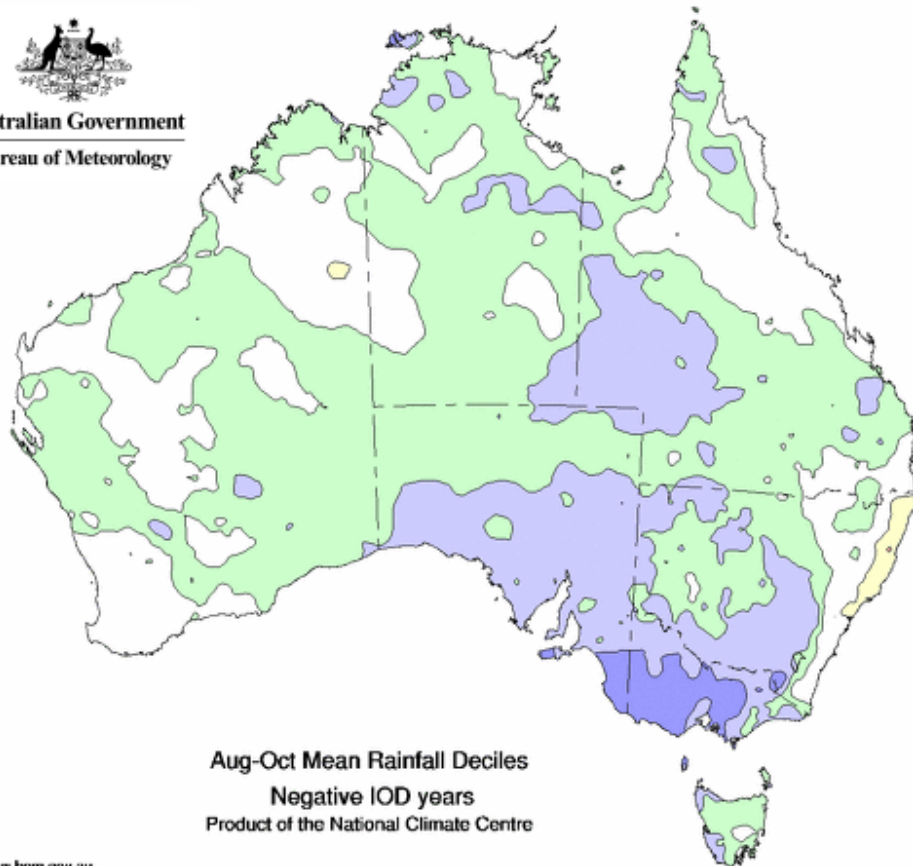 tralian Government
reau of Meteorology
Aug-Oct Mean Rainfall Deciles
Negative IOD years
Product of the National Climate Centre